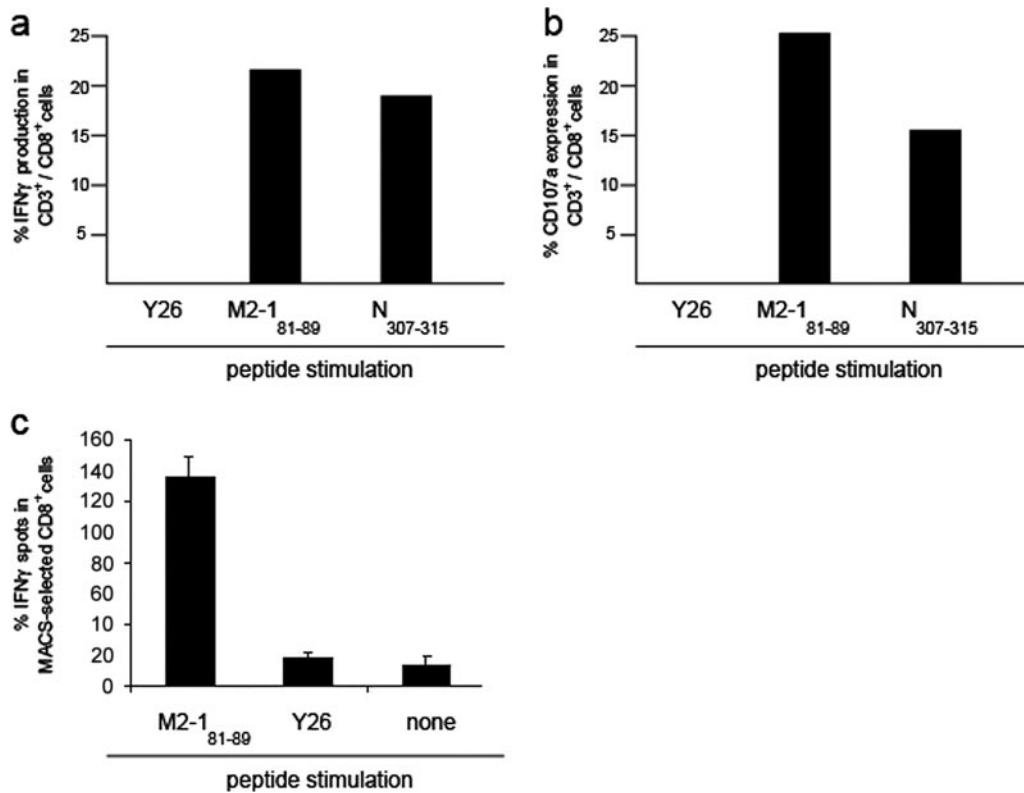 a
% IFNγ production in
CD3⁺ / CD8⁺cells
25
20
15
10
5
Y26 M2-1 N
81-89 307-315
peptide stimulation
b
% CD107a expression in
CD3⁺ / CD8⁺cells
25
20
15
10
5
Y26 M2-1 N
81-89 307-315
peptide stimulation
c
% IFNγ spots in
MACS-selected CD8⁺cells
160
140
120
100
80
60
10
20
0
M2-1 Y26 none
81-89
peptide stimulation